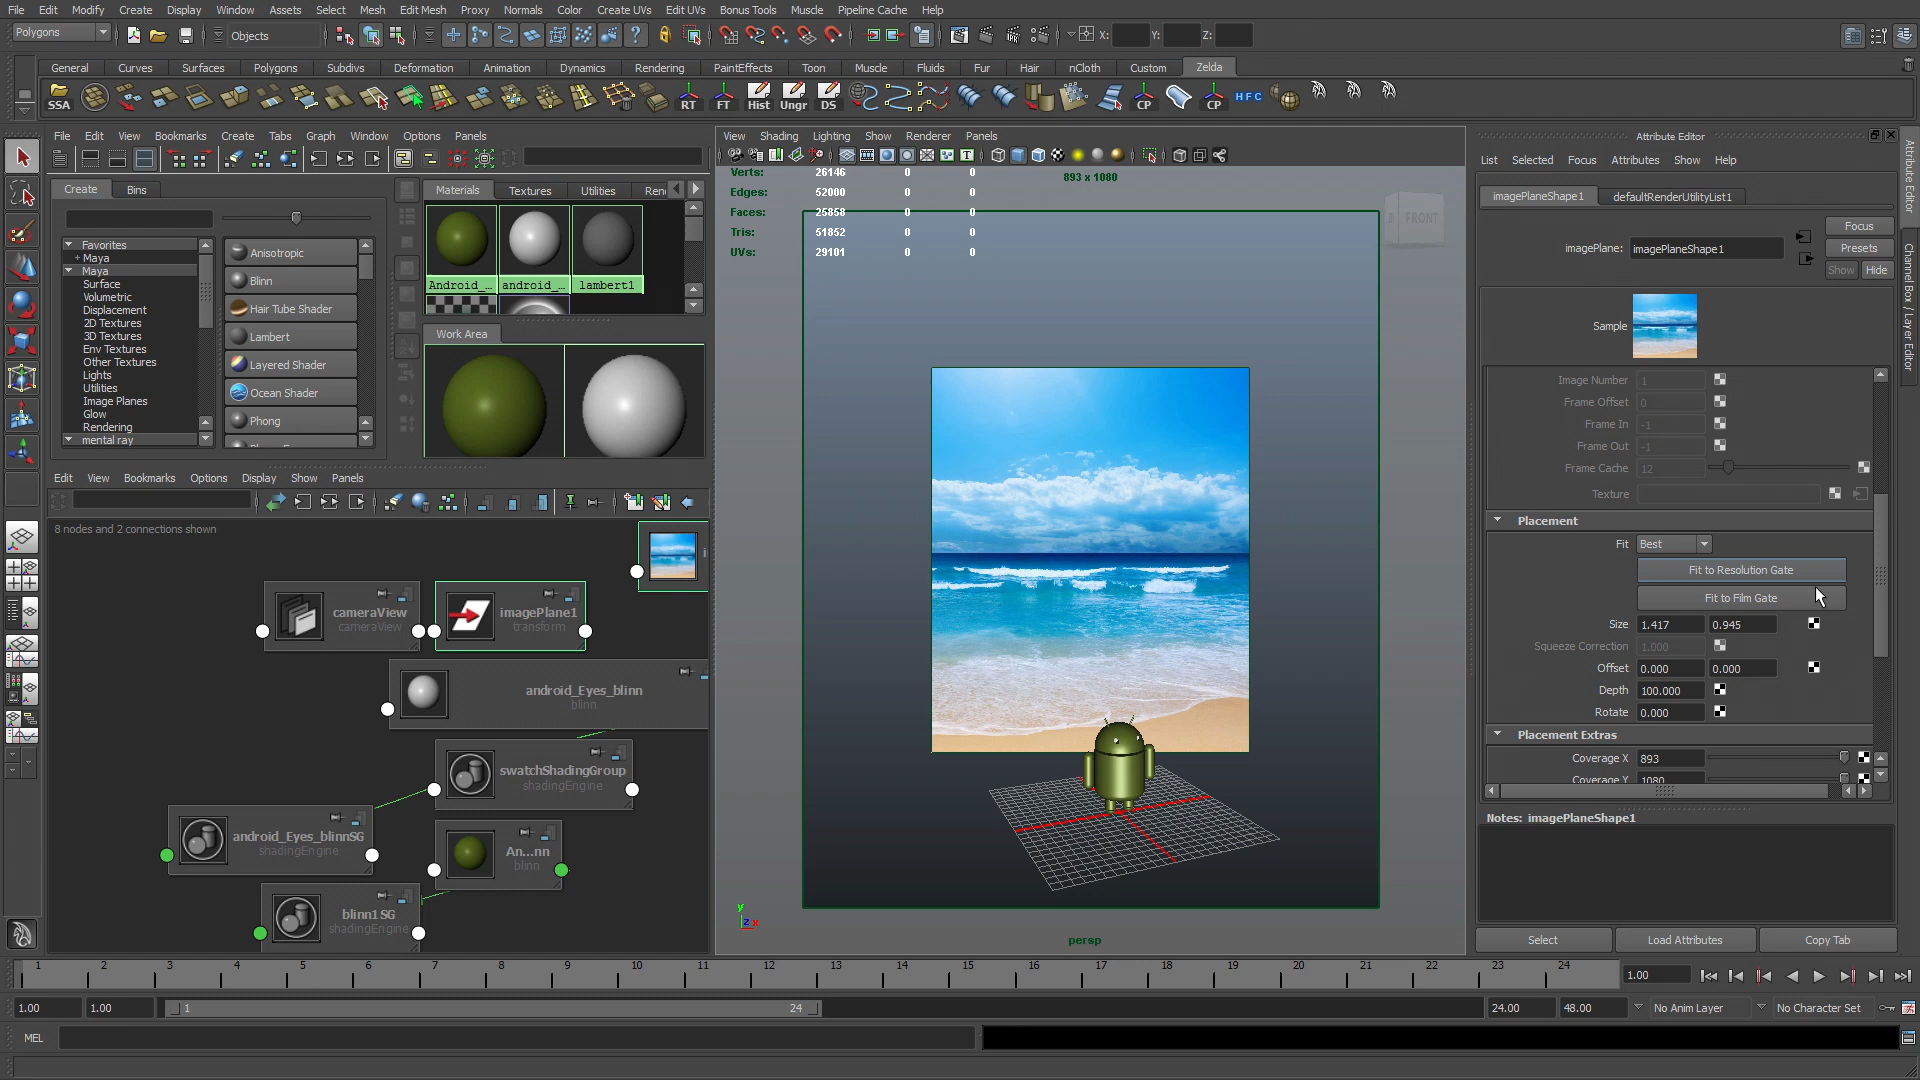 File Edit Modify Create Display Window Assets Select Mesh Edit Mesh Proxy Normals Color Create UVs Edit UVs Bonus Tools Muscle Pipeline Cache Help
Polygons Objects X: Y: Z:
General Curves Surfaces Polygons Subdivs Deformation Animation Dynamics Rendering PaintEffects Toon Muscle Fluids Fur Hair nCloth Custom Zelda
SSA RT FT Hist Ungr DS CP CP HFC
File Edit View Bookmarks Create Tabs Graph Window Options Panels
Create Bins
Favorites
+ Maya
Maya
Surface
Volumetric
Displacement
2D Textures
3D Textures
Env Textures
Other Textures
Lights
Utilities
Image Planes
Glow
Rendering
mental ray
Anisotropic
Blinn
Hair Tube Shader
Lambert
Layered Shader
Ocean Shader
Phong
Materials Textures Utilities Ren
Android_... android_... lambert1
Work Area
Edit View Bookmarks Options Display Show Panels
8 nodes and 2 connections shown
cameraView
cameraView
imagePlane1
transform
android_Eyes_blinn
blinn
swatchShadingGroup
shadingEngine
android_Eyes_blinnSG
shadingEngine
An...nn
blinn
blinn1SG
shadingEngine
View Shading Lighting Show Renderer Panels
893 x 1080
Verts: 26146 0 0
Edges: 52000 0 0
Faces: 25858 0 0
Tris: 51852 0 0
UVs: 29101 0 0
FRONT
y
z x
persp
Attribute Editor
List Selected Focus Attributes Show Help
imagePlaneShape1 defaultRenderUtilityList1
imagePlane: imagePlaneShape1
Focus
Presets
Show Hide
Sample
Image Number 1
Frame Offset 0
Frame In -1
Frame Out -1
Frame Cache 12
Texture
Placement
Fit Best
Fit to Resolution Gate
Fit to Film Gate
Size 1.417 0.945
Squeeze Correction 1.000
Offset 0.000 0.000
Depth 100.000
Rotate 0.000
Placement Extras
Coverage X 893
Coverage Y 1080
Notes: imagePlaneShape1
Select Load Attributes Copy Tab
Attribute Editor
Channel Box / Layer Editor
1 2 3 4 5 6 7 8 9 10 11 12 13 14 15 16 17 18 19 20 21 22 23 24 1.00
1.00 1.00 1 24 24.00 48.00 No Anim Layer No Character Set
MEL